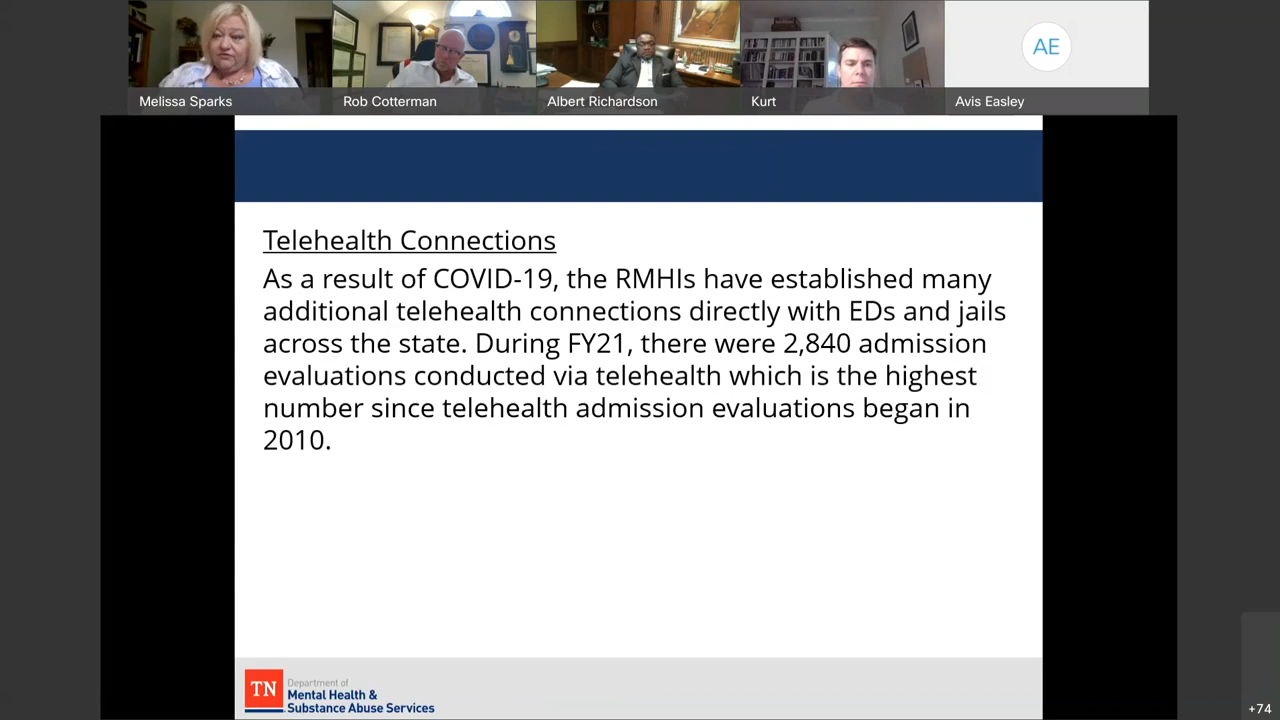 Melissa Sparks
Rob Cotterman
Albert Richardson
Kurt
AE
Avis Easley
Telehealth Connections
As a result of COVID-19, the RMHIs have established many
additional telehealth connections directly with EDs and jails
across the state. During FY21, there were 2,840 admission
evaluations conducted via telehealth which is the highest
number since telehealth admission evaluations began in
2010.
TN
Department of
Mental Health &
Substance Abuse Services
+74